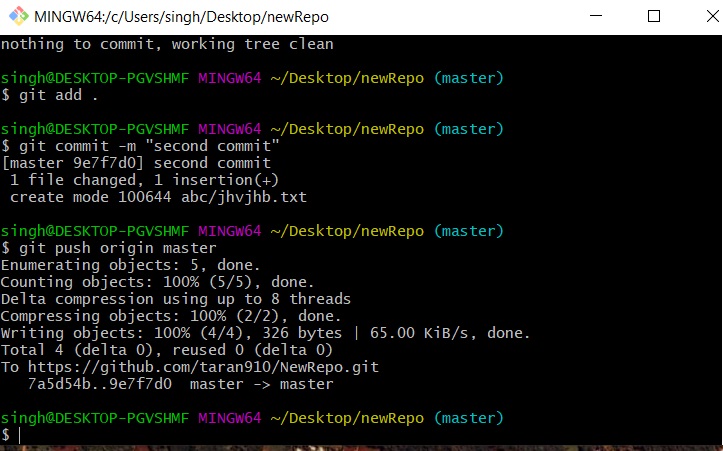 MINGW64:/c/Users/singh/Desktop/newRepo
nothing to commit, working tree clean
singh@DESKTOP-PGVSHMF MINGW64 ~/Desktop/newRepo (master)
$ git add .
singh@DESKTOP-PGVSHMF MINGW64 ~/Desktop/newRepo (master)
$ git commit -m "second commit"
[master 9e7f7d0] second commit
 1 file changed, 1 insertion(+)
 create mode 100644 abc/jhvjhb.txt
singh@DESKTOP-PGVSHMF MINGW64 ~/Desktop/newRepo (master)
$ git push origin master
Enumerating objects: 5, done.
Counting objects: 100% (5/5), done.
Delta compression using up to 8 threads
Compressing objects: 100% (2/2), done.
Writing objects: 100% (4/4), 326 bytes | 65.00 KiB/s, done.
Total 4 (delta 0), reused 0 (delta 0)
To https://github.com/taran910/NewRepo.git
   7a5d54b..9e7f7d0  master -> master
singh@DESKTOP-PGVSHMF MINGW64 ~/Desktop/newRepo (master)
$